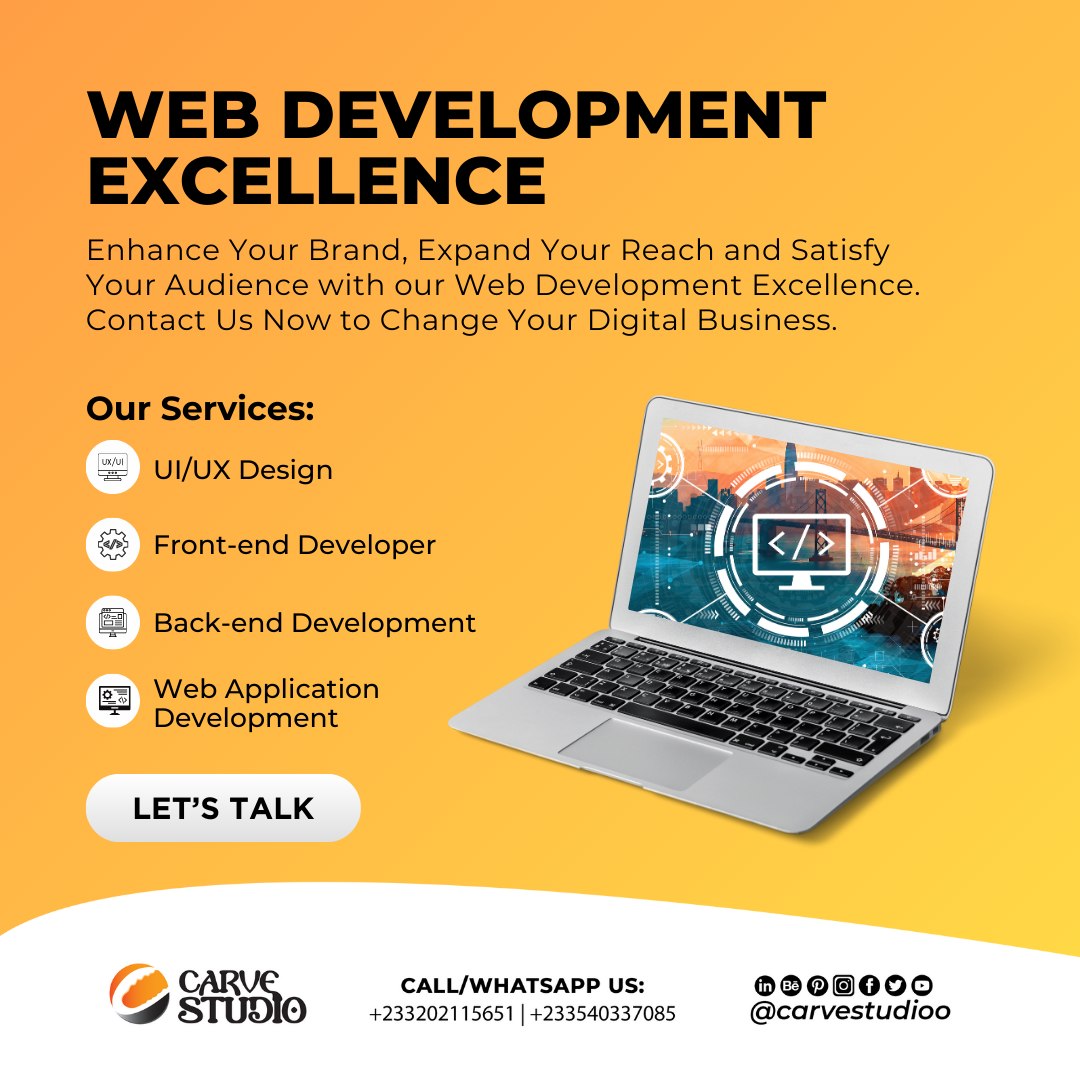 WEB DEVELOPMENT
EXCELLENCE
Enhance Your Brand, Expand Your Reach and Satisfy
Your Audience with our Web Development Excellence.
Contact Us Now to Change Your Digital Business.
Our Services:
UX/UI
UI/UX Design
</>
Front-end Developer
Back-end Development
Web Application
Development
</>
LET'S TALK
CARVE
STUDIO
CALL/WHATSAPP US:
+233202115651 | +233540337085
in Bē
@carvestudioo